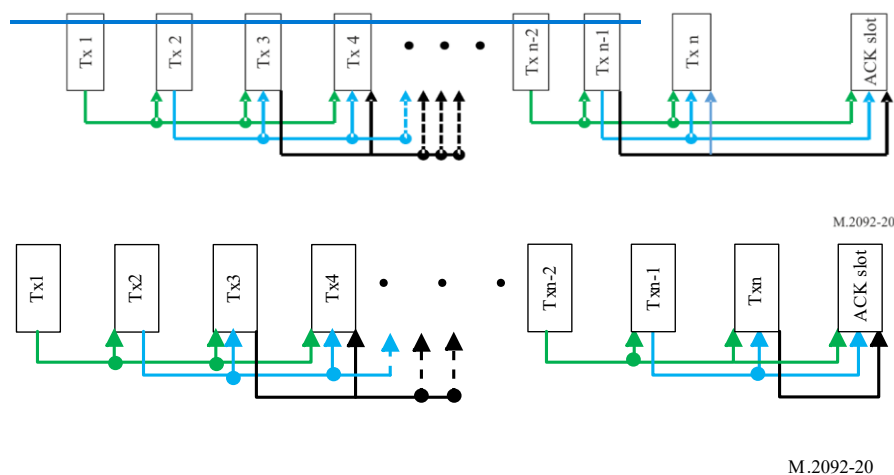 Tx 1
Tx 2
Tx 3
Tx 4
Tx n-2
Tx n-1
Tx n
ACK slot
M.2092-20
Tx1
Tx2
Tx3
Tx4
Txn-2
Txn-1
Txn
ACK slot
M.2092-20